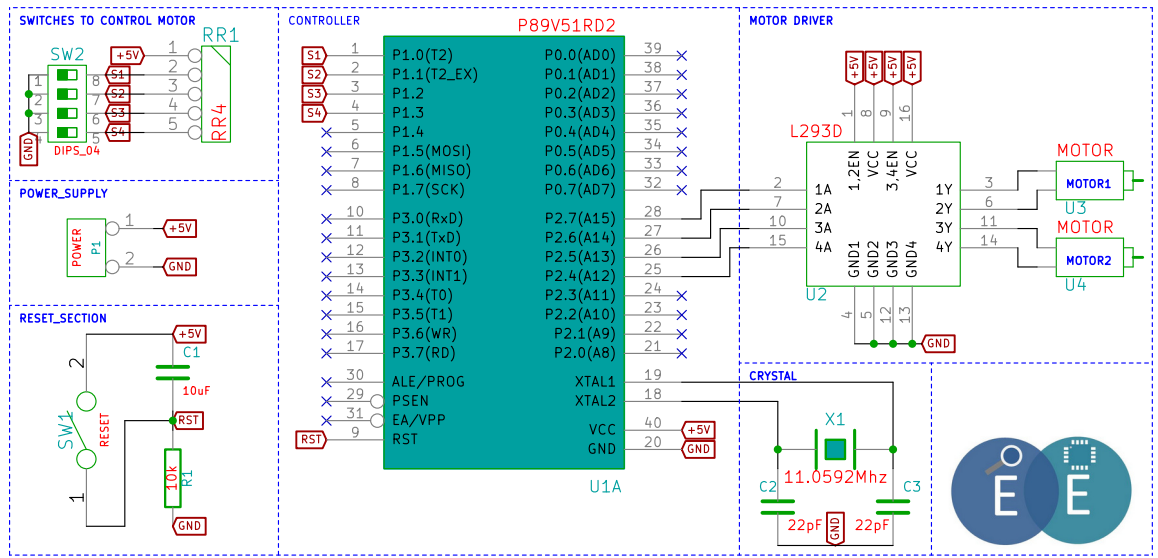 SWITCHES TO CONTROL MOTOR
SW2
RR1
+5V
1
S1
2
S2
3
S3
4
S4
5
1
2
3
4
8
7
6
5
GND
DIPS_04
RR4
POWER_SUPPLY
POWER
P1
1
+5V
2
GND
RESET_SECTION
+5V
C1
10uF
2
SW1
RESET
RST
10k
R1
1
GND
CONTROLLER
P89V51RD2
S1 1 P1.0(T2)
S2 2 P1.1(T2_EX)
S3 3 P1.2
S4 4 P1.3
5 P1.4
6 P1.5(MOSI)
7 P1.6(MISO)
8 P1.7(SCK)
10 P3.0(RxD)
11 P3.1(TxD)
12 P3.2(INT0)
13 P3.3(INT1)
14 P3.4(T0)
15 P3.5(T1)
16 P3.6(WR)
17 P3.7(RD)
30 ALE/PROG
29 PSEN
31 EA/VPP
RST 9 RST
P0.0(AD0) 39
P0.1(AD1) 38
P0.2(AD2) 37
P0.3(AD3) 36
P0.4(AD4) 35
P0.5(AD5) 34
P0.6(AD6) 33
P0.7(AD7) 32
P2.7(A15) 28
P2.6(A14) 27
P2.5(A13) 26
P2.4(A12) 25
P2.3(A11) 24
P2.2(A10) 23
P2.1(A9) 22
P2.0(A8) 21
XTAL1 19
XTAL2 18
VCC 40 +5V
GND 20 GND
U1A
MOTOR DRIVER
+5V +5V +5V +5V
1 8 9 16
L293D
1,2EN VCC 3,4EN VCC
2 1A 1Y 3
7 2A 2Y 6
10 3A 3Y 11
15 4A 4Y 14
GND1 GND2 GND3 GND4
U2
4 5 12 13
GND
MOTOR
MOTOR1
U3
MOTOR
MOTOR2
U4
CRYSTAL
X1
11.0592Mhz
C2
C3
22pF
GND
22pF
E E